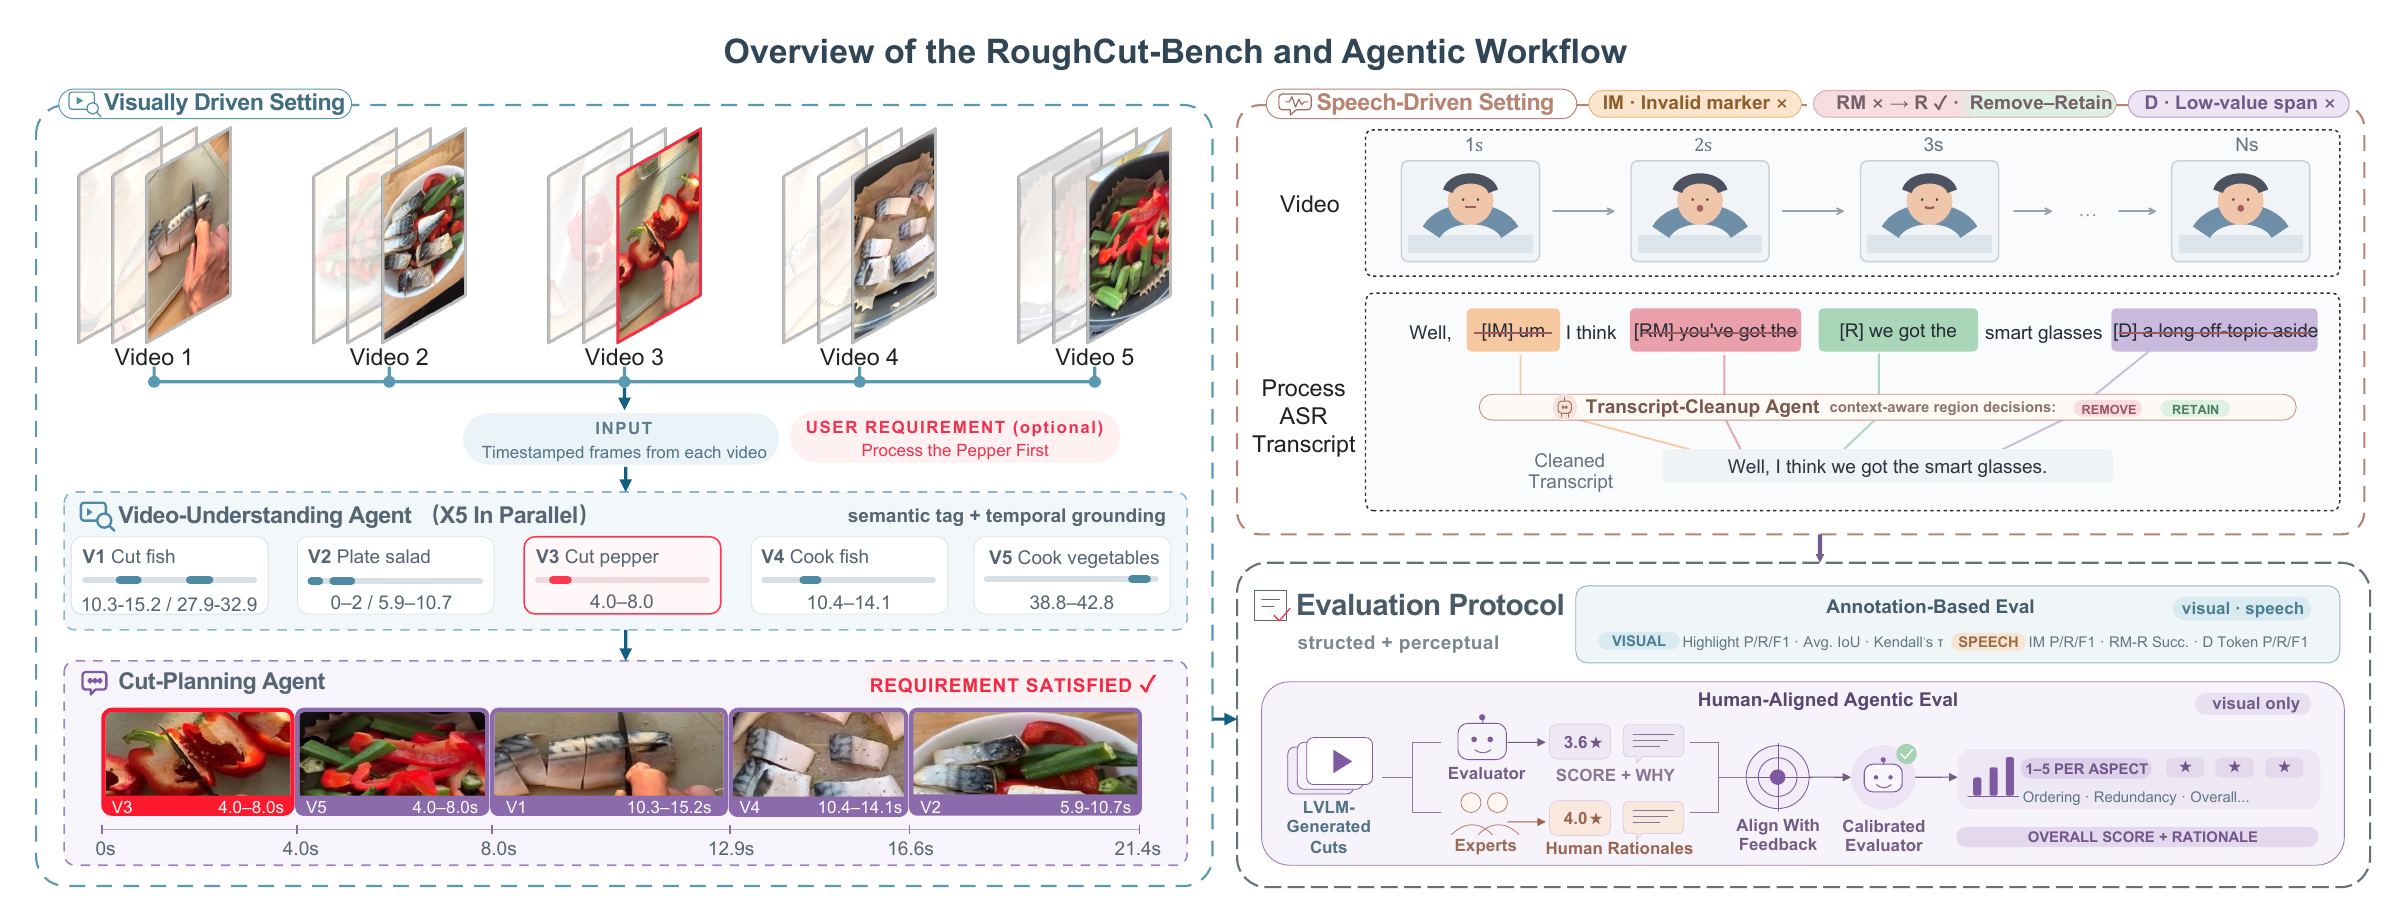 Overview of the RoughCut-Bench and Agentic Workflow
Visually Driven Setting
Video 1
Video 2
Video 3
Video 4
Video 5
INPUT
Timestamped frames from each video
USER REQUIREMENT (optional)
Process the Pepper First
Video-Understanding Agent (X5 In Parallel)
semantic tag + temporal grounding
V1 Cut fish
10.3-15.2 / 27.9-32.9
V2 Plate salad
0–2 / 5.9–10.7
V3 Cut pepper
4.0–8.0
V4 Cook fish
10.4–14.1
V5 Cook vegetables
38.8–42.8
Cut-Planning Agent
REQUIREMENT SATISFIED ✓
V3 4.0–8.0s
V5 4.0–8.0s
V1 10.3–15.2s
V4 10.4–14.1s
V2 5.9-10.7s
0s 4.0s 8.0s 12.9s 16.6s 21.4s
Speech-Driven Setting
IM · Invalid marker ×
RM × → R ✓ · Remove–Retain
D · Low-value span ×
Video
1s 2s 3s Ns
...
Process
ASR
Transcript
Well, [IM] um I think [RM] you've got the [R] we got the smart glasses [D] a long off-topic aside
Transcript-Cleanup Agent context-aware region decisions: REMOVE RETAIN
Cleaned
Transcript
Well, I think we got the smart glasses.
Evaluation Protocol
structed + perceptual
Annotation-Based Eval
visual · speech
VISUAL Highlight P/R/F1 · Avg. IoU · Kendall's τ SPEECH IM P/R/F1 · RM-R Succ. · D Token P/R/F1
Human-Aligned Agentic Eval
visual only
LVLM-
Generated
Cuts
Evaluator
3.6 ★
SCORE + WHY
Experts
4.0 ★
Human Rationales
Align With
Feedback
Calibrated
Evaluator
1–5 PER ASPECT ★ ★ ★
Ordering · Redundancy · Overall...
OVERALL SCORE + RATIONALE